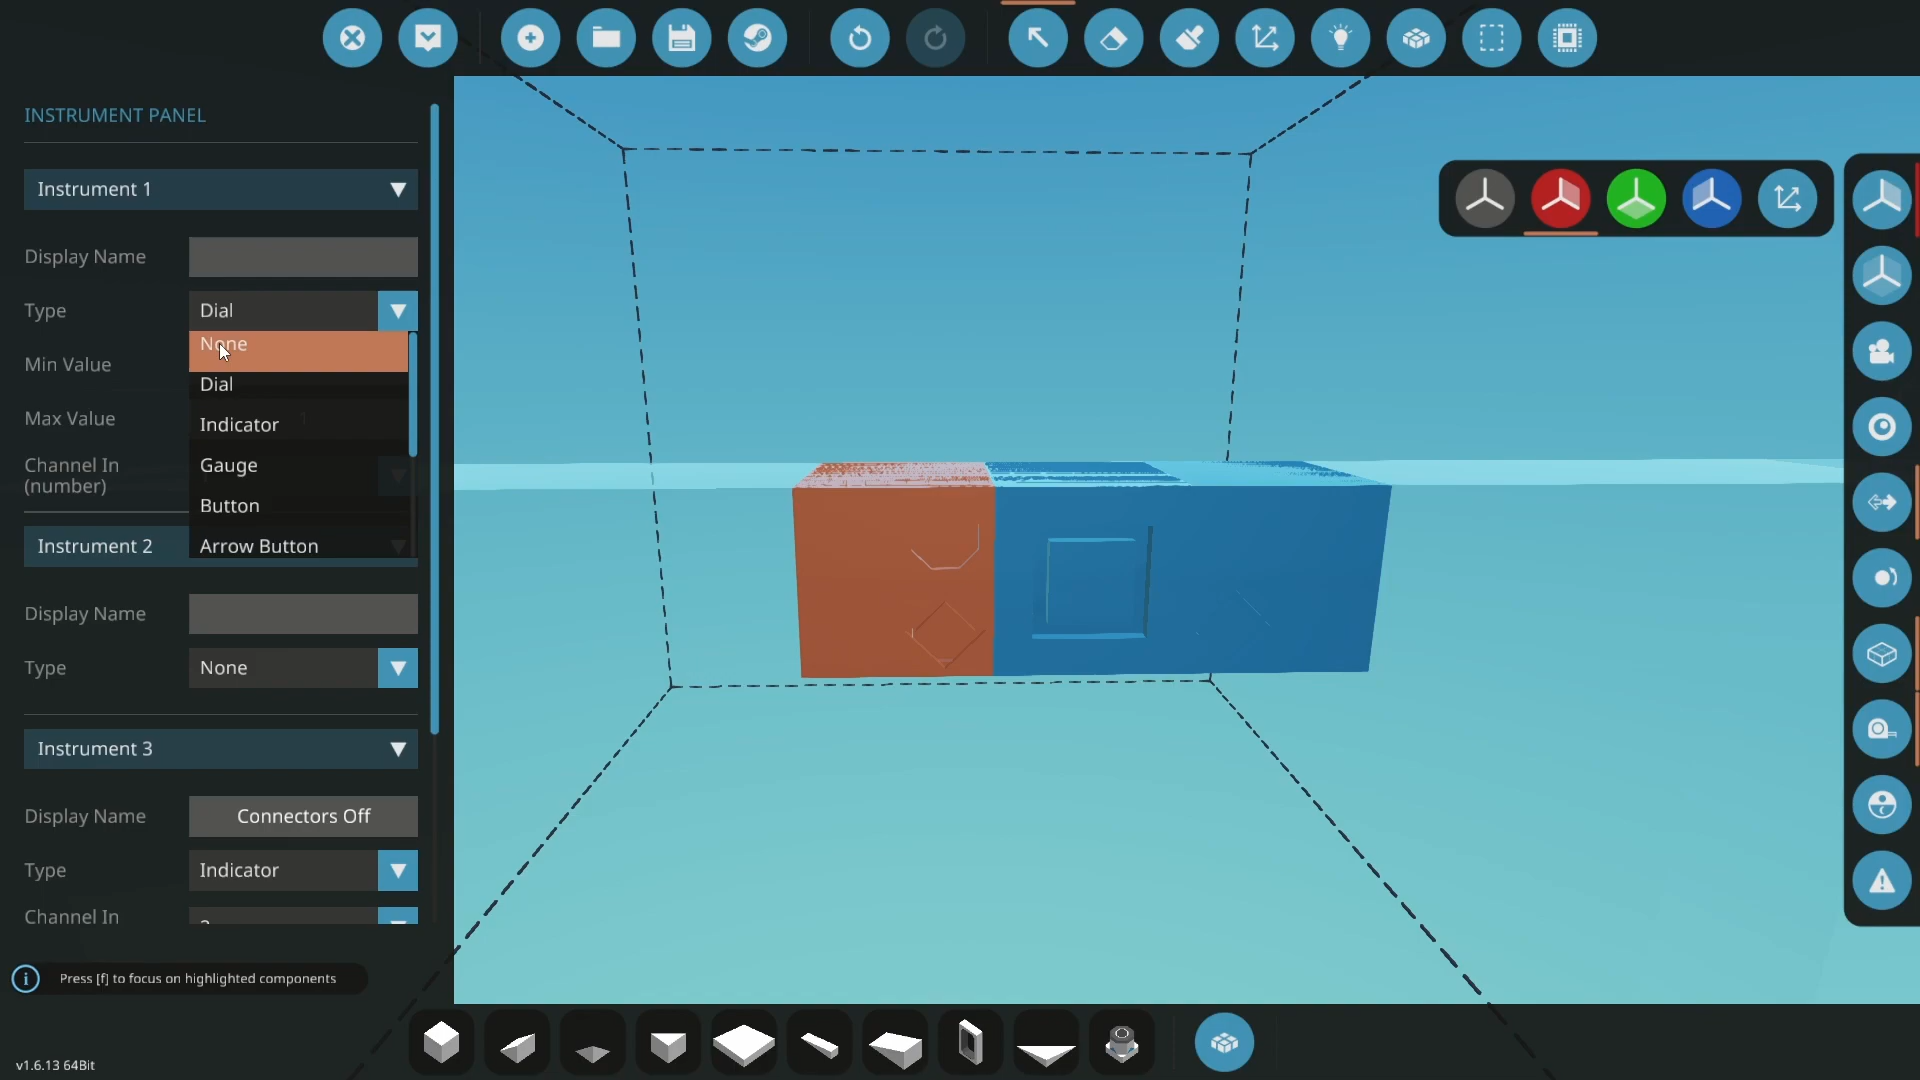 INSTRUMENT PANEL
Instrument 1
Display Name
Type
Dial
None
Min Value
Dial
Max Value
Indicator
Channel In
(number)
Gauge
Button
Instrument 2
Arrow Button
Display Name
Type
None
Instrument 3
Display Name
Connectors Off
Type
Indicator
Channel In
Press [f] to focus on highlighted components
v1.6.13 64Bit